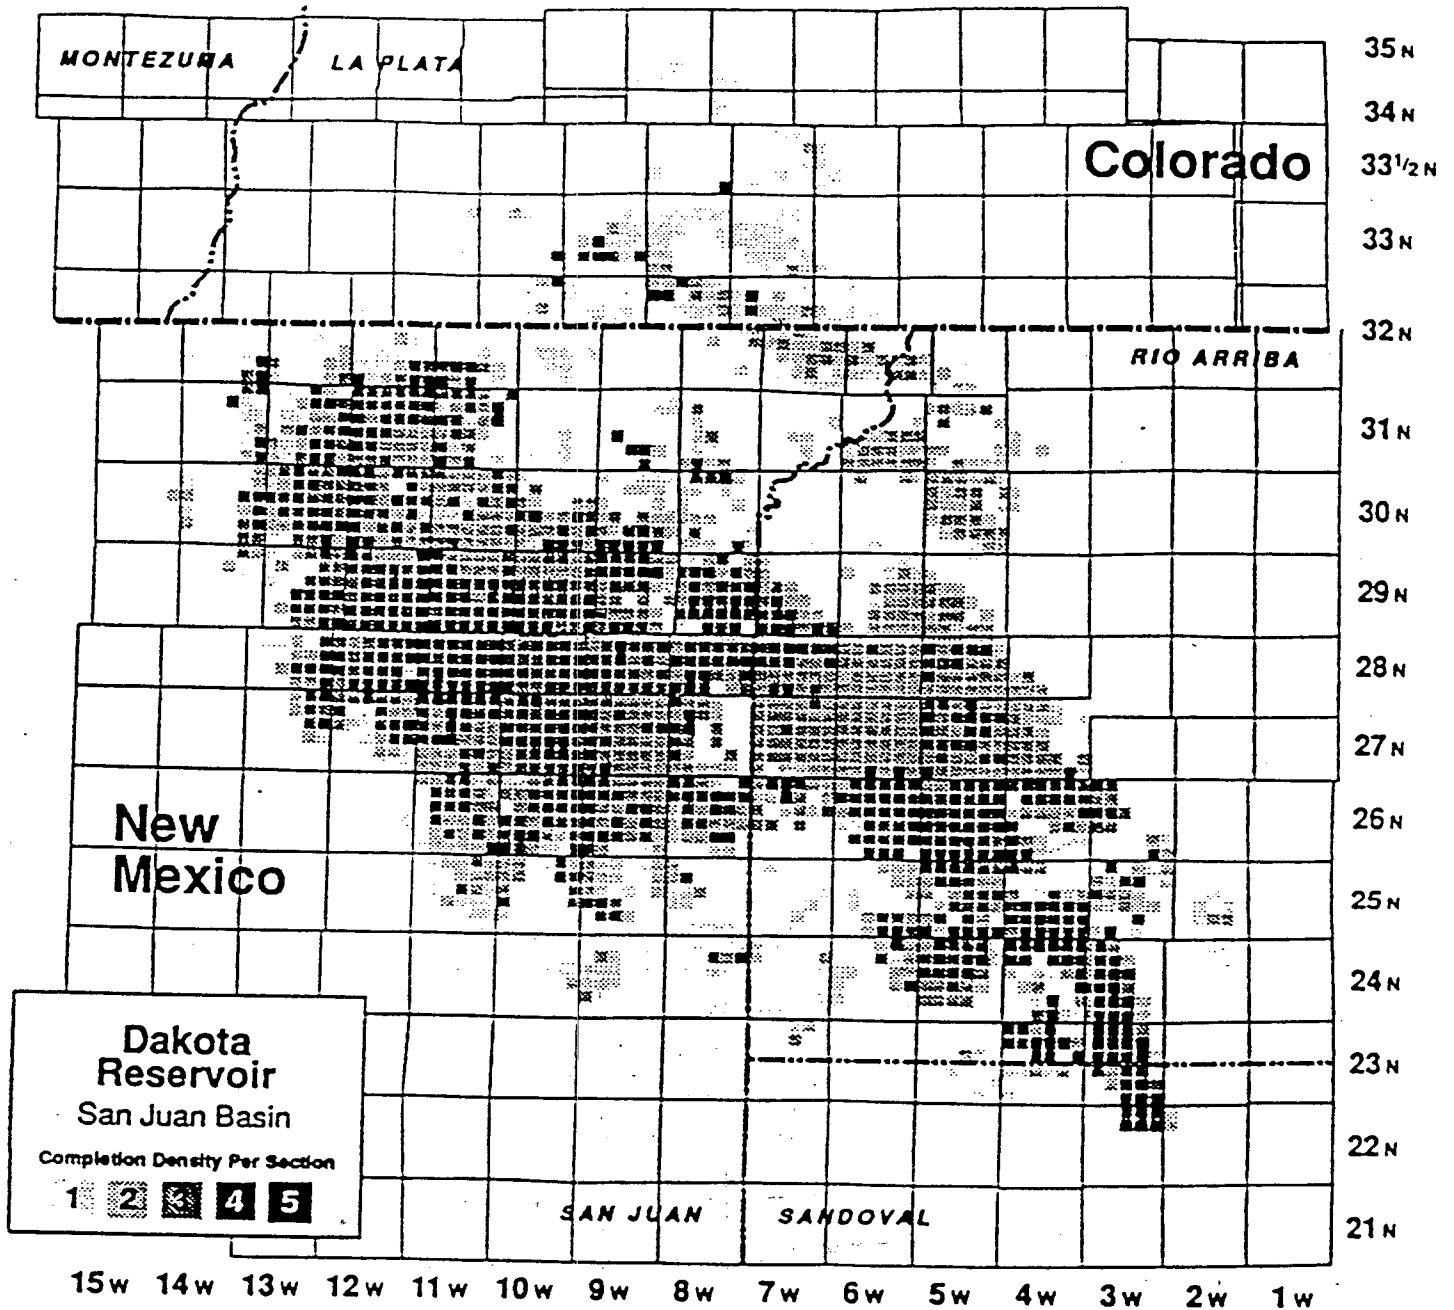 MONTEZUMA
LA PLATA
35 N
34 N
Colorado
33 1/2 N
33 N
32 N
RIO ARRIBA
31 N
30 N
29 N
28 N
27 N
New
Mexico
26 N
25 N
24 N
Dakota
Reservoir
San Juan Basin
Completion Density Per Section
1 2 3 4 5
23 N
22 N
SAN JUAN
SANDOVAL
21 N
15 W 14 W 13 W 12 W 11 W 10 W 9 W 8 W 7 W 6 W 5 W 4 W 3 W 2 W 1 W